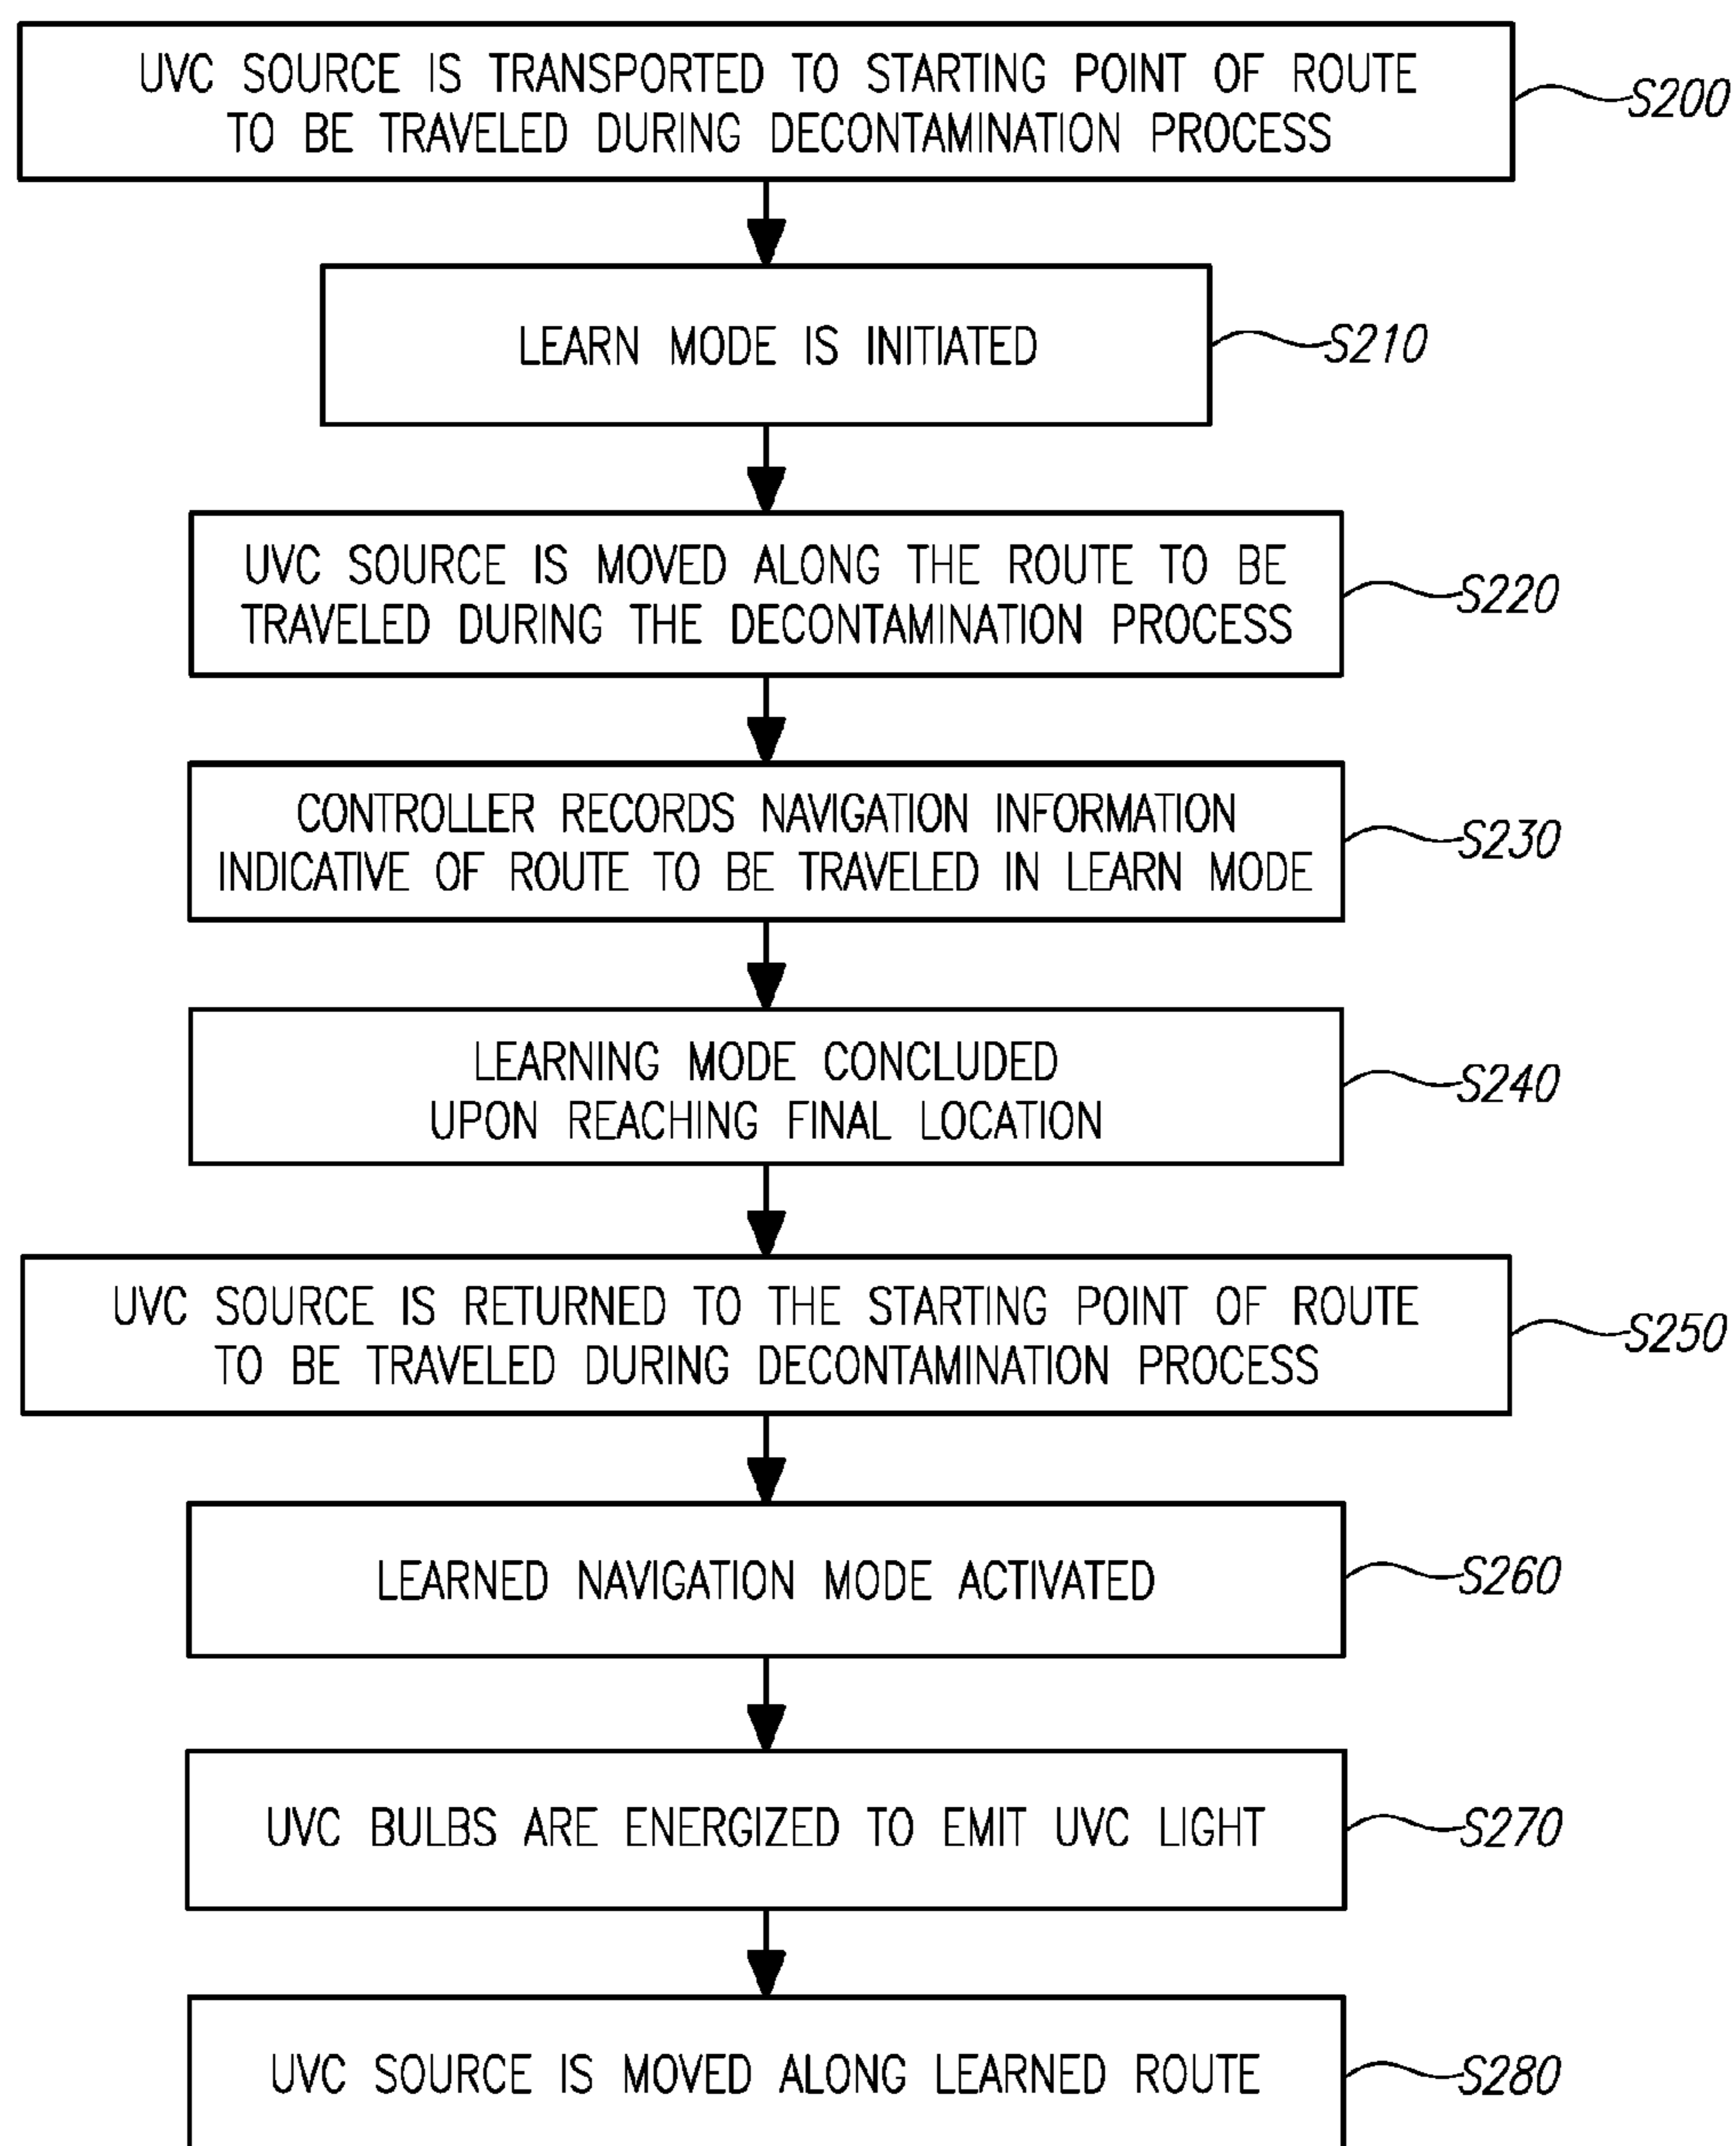 UVC SOURCE IS TRANSPORTED TO STARTING POINT OF ROUTE
TO BE TRAVELED DURING DECONTAMINATION PROCESS
S200
LEARN MODE IS INITIATED
S210
UVC SOURCE IS MOVED ALONG THE ROUTE TO BE
TRAVELED DURING THE DECONTAMINATION PROCESS
S220
CONTROLLER RECORDS NAVIGATION INFORMATION
INDICATIVE OF ROUTE TO BE TRAVELED IN LEARN MODE
S230
LEARNING MODE CONCLUDED
UPON REACHING FINAL LOCATION
S240
UVC SOURCE IS RETURNED TO THE STARTING POINT OF ROUTE
TO BE TRAVELED DURING DECONTAMINATION PROCESS
S250
LEARNED NAVIGATION MODE ACTIVATED
S260
UVC BULBS ARE ENERGIZED TO EMIT UVC LIGHT
S270
UVC SOURCE IS MOVED ALONG LEARNED ROUTE
S280